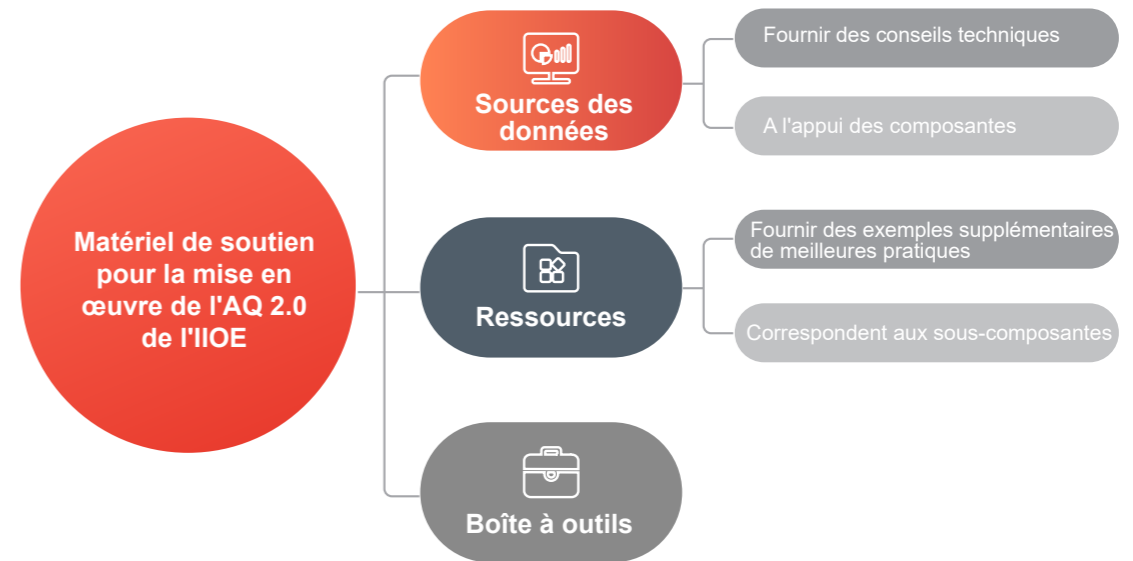 Matériel de soutien
pour la mise en
œuvre de l'AQ 2.0
de l'IIOE
Sources des
données
Fournir des conseils techniques
A l'appui des composantes
Ressources
Fournir des exemples supplémentaires
de meilleures pratiques
Correspondent aux sous-composantes
Boîte à outils